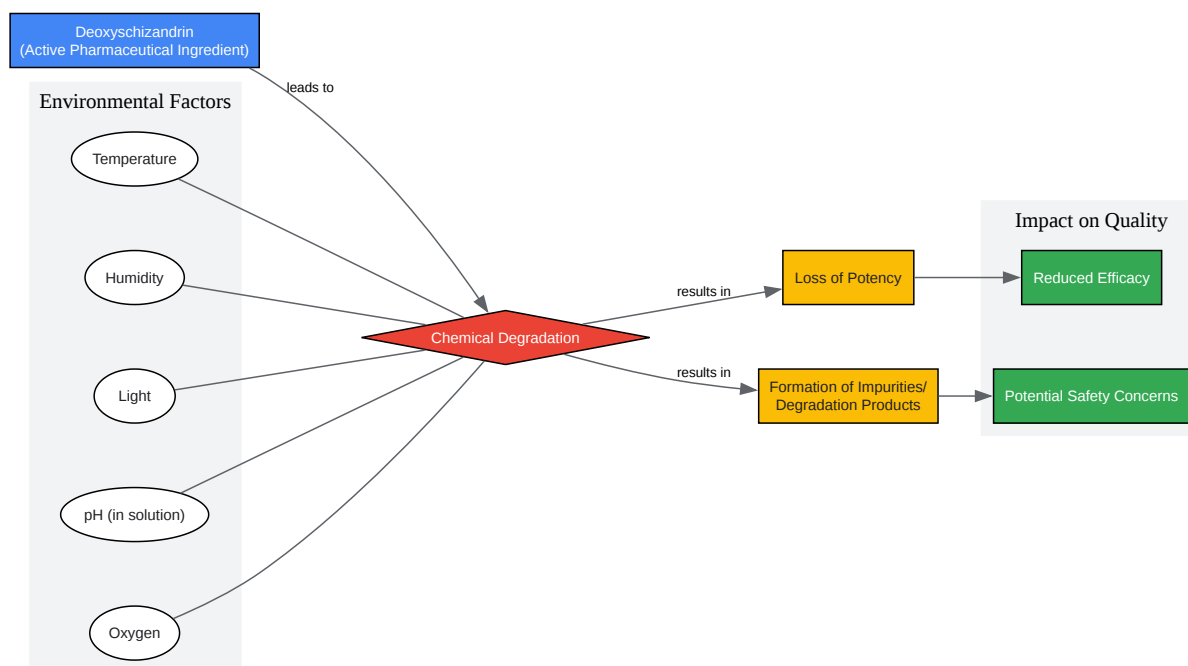 Deoxyschizandrin
(Active Pharmaceutical Ingredient)
leads to
Environmental Factors
Temperature
Humidity
Light
pH (in solution)
Oxygen
Chemical Degradation
results in
results in
Loss of Potency
Formation of Impurities/
Degradation Products
Impact on Quality
Reduced Efficacy
Potential Safety Concerns